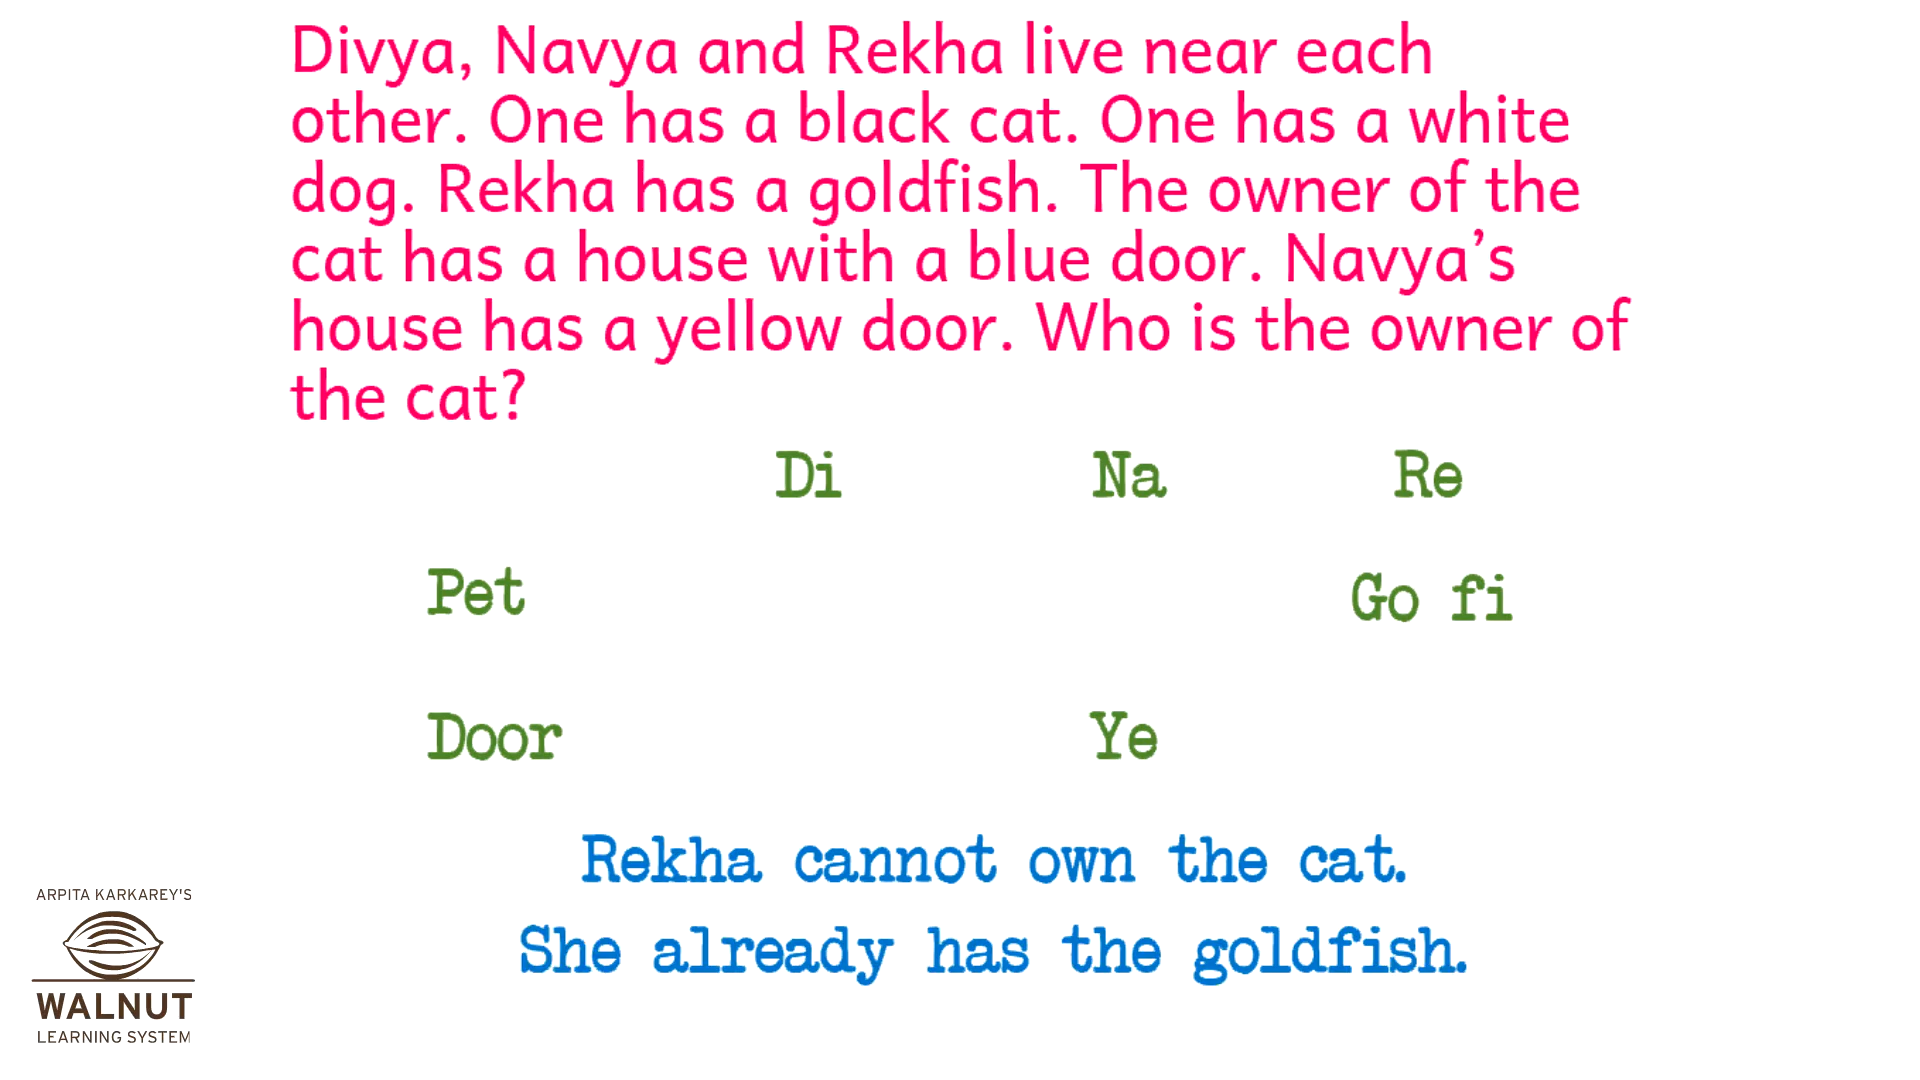 Divya, Navya and Rekha live near each
other. One has a black cat. One has a white
dog. Rekha has a goldfish. The owner of the
cat has a house with a blue door. Navya’s
house has a yellow door. Who is the owner of
the cat?
Di Na Re
Pet Go fi
Door Ye
Rekha cannot own the cat.
She already has the goldfish.
ARPITA KARKAREY'S
WALNUT
LEARNING SYSTEM